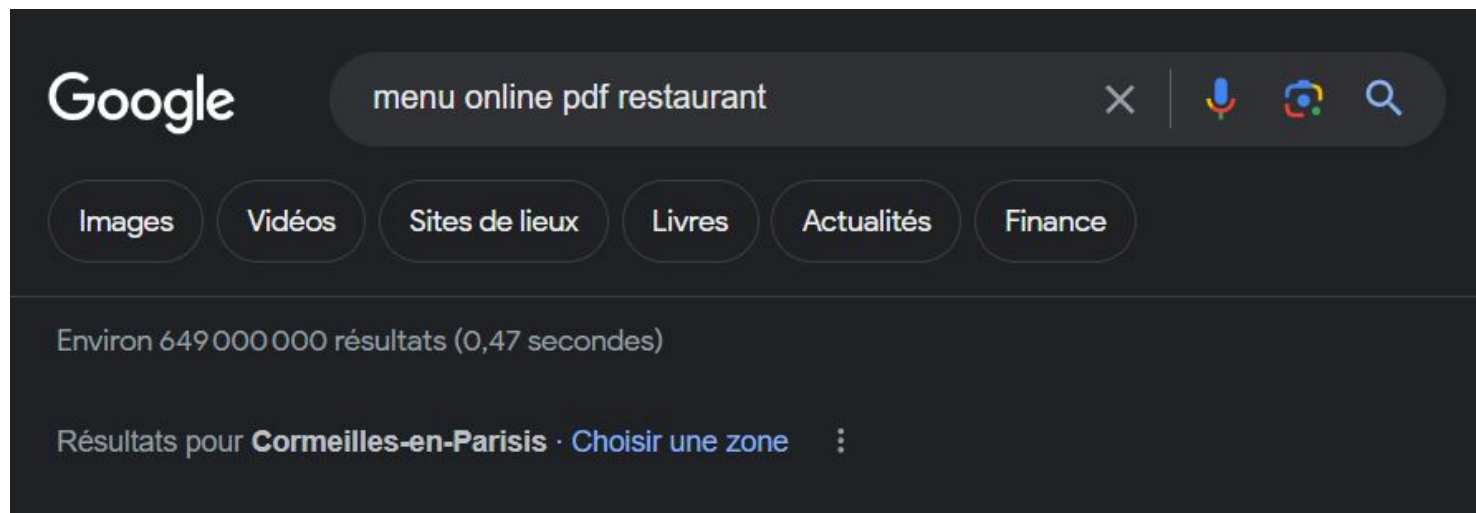 Google menu online pdf restaurant
Images Vidéos Sites de lieux Livres Actualités Finance
Environ 649 000 000 résultats (0,47 secondes)
Résultats pour Cormeilles-en-Parisis · Choisir une zone